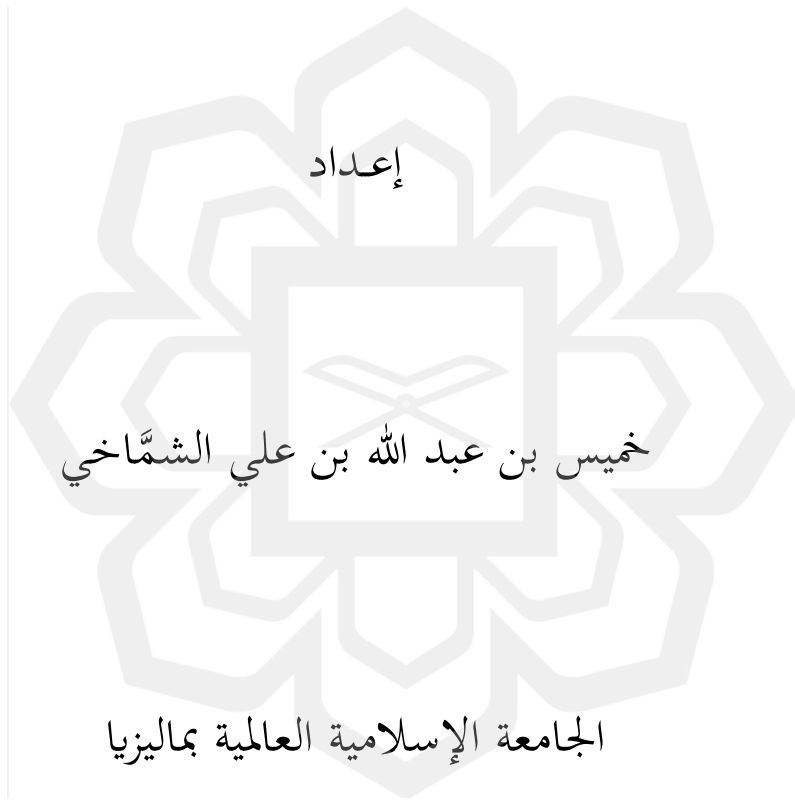 إعداد
خميس بن عبد الله بن علي الشمَّاخي
الجامعة الإسلامية العالمية بماليزيا